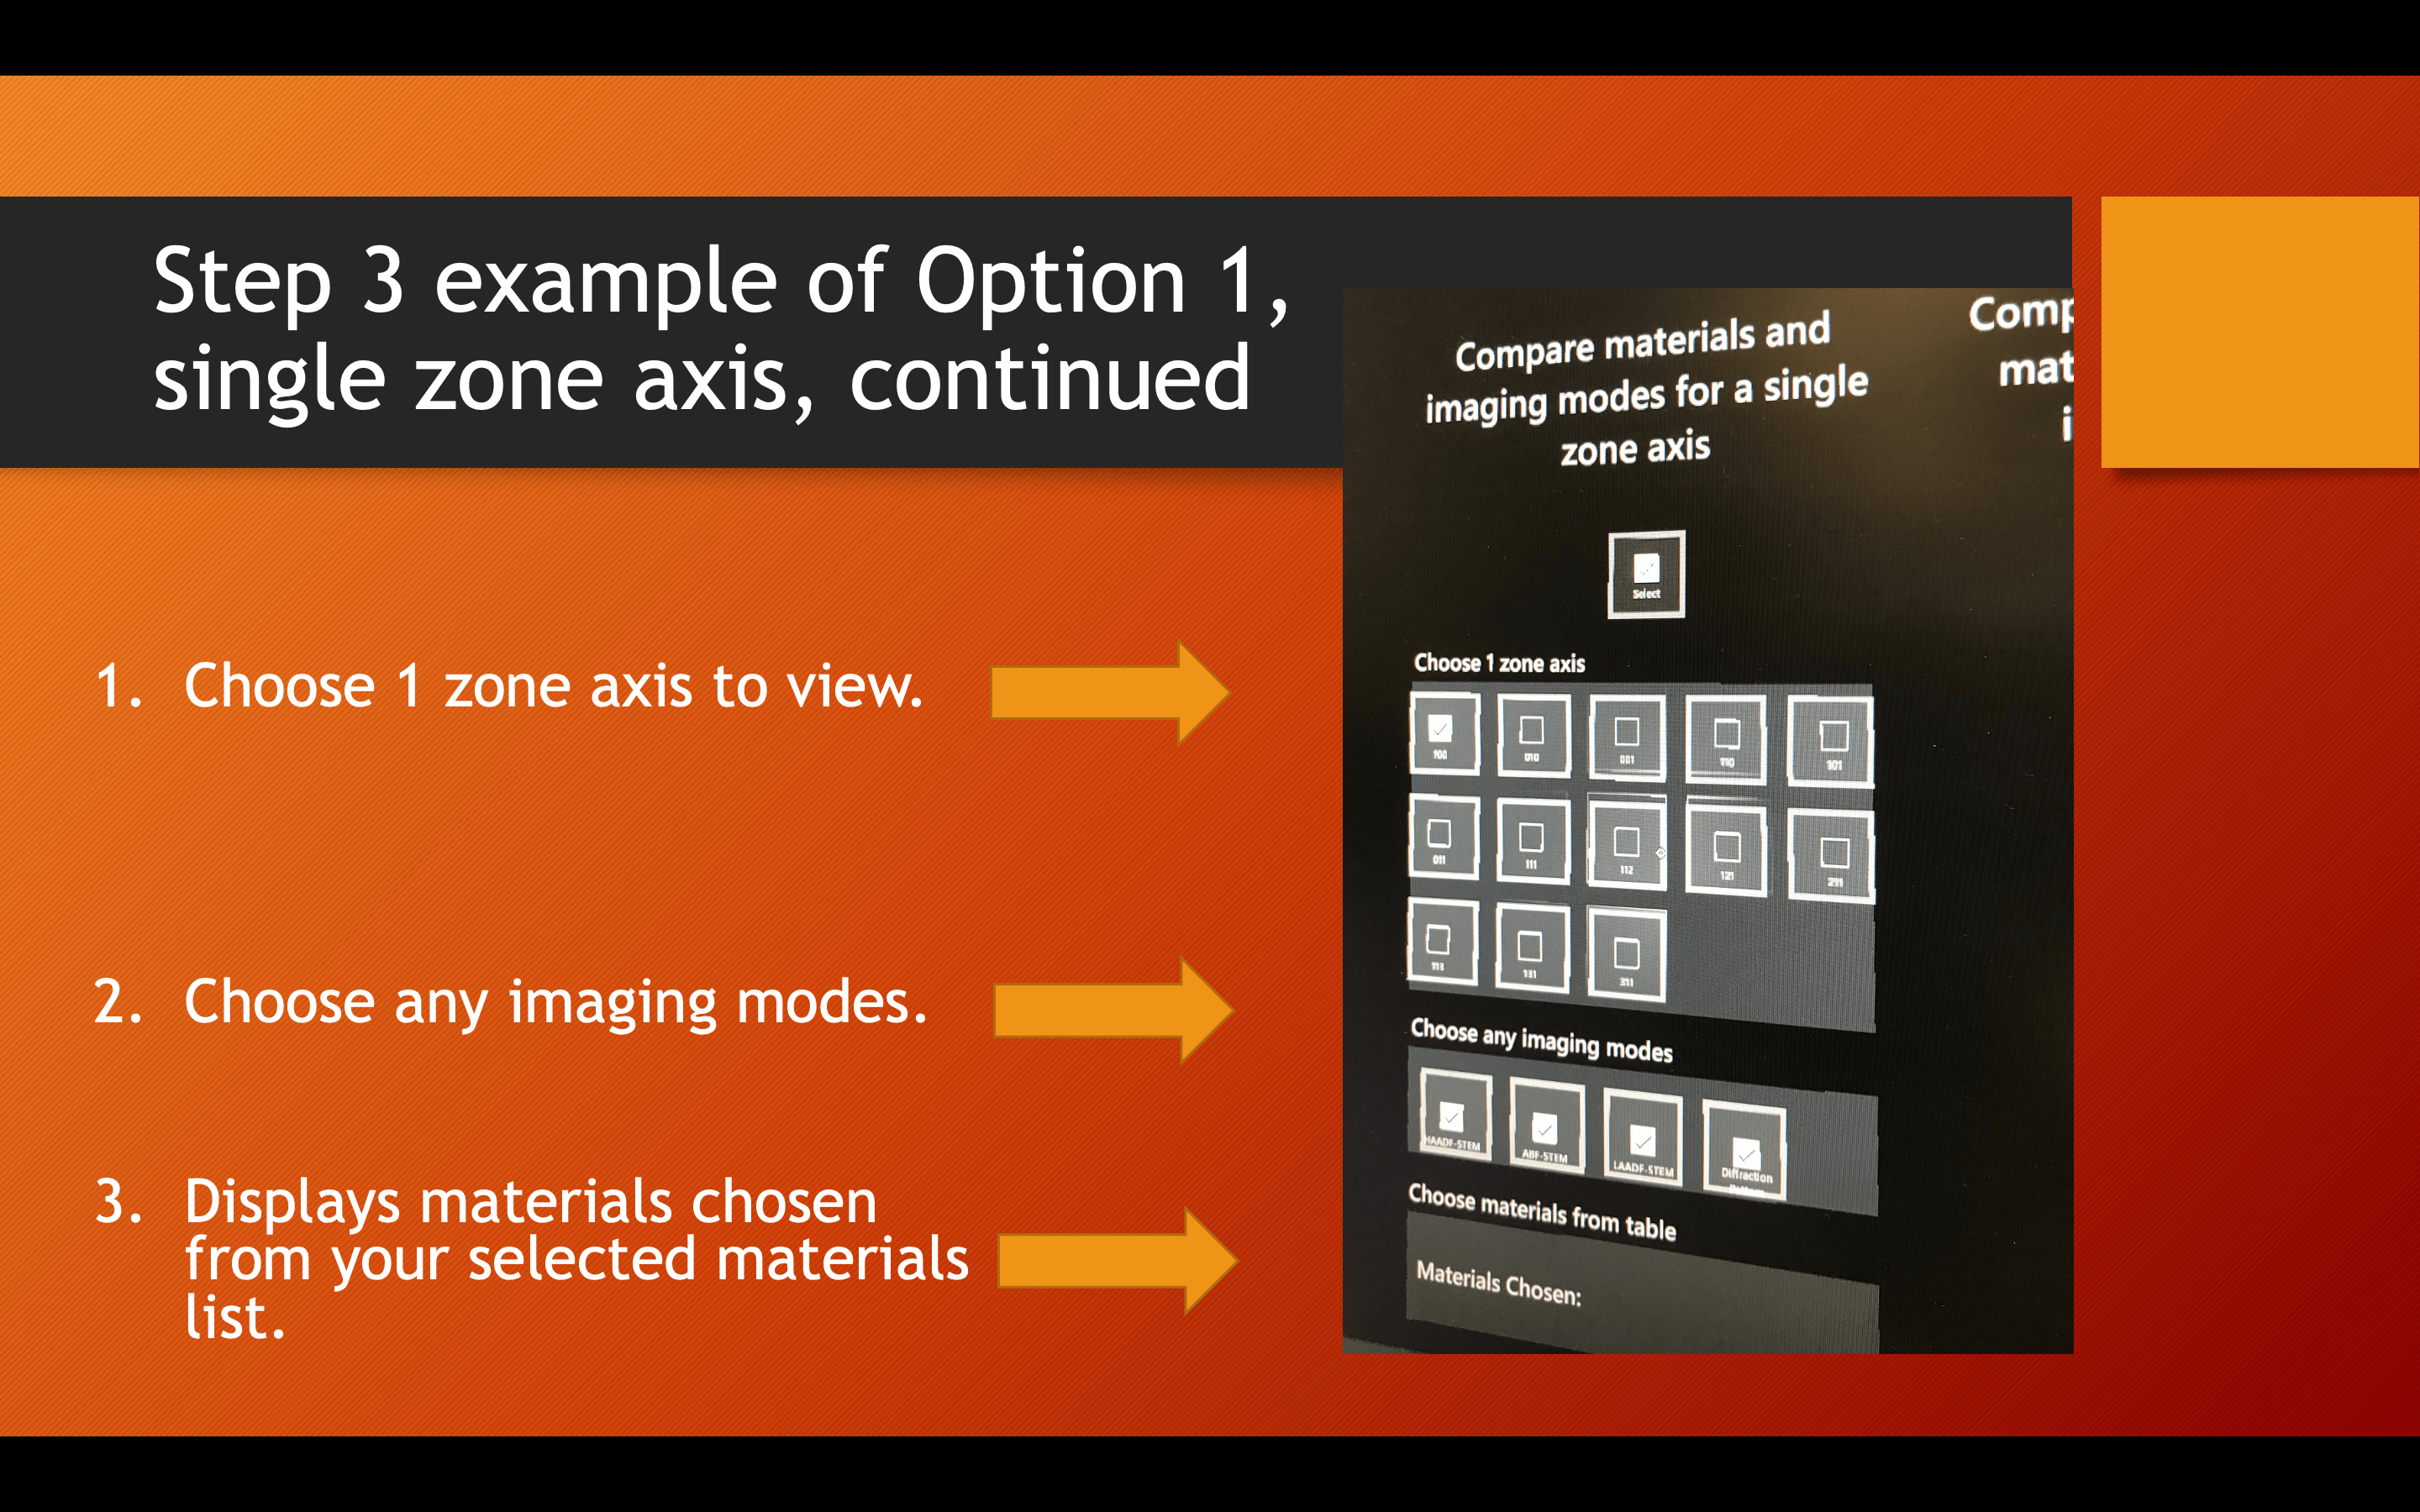 Step 3 example of Option 1,
single zone axis, continued
1. Choose 1 zone axis to view.
2. Choose any imaging modes.
3. Displays materials chosen
from your selected materials
list.
Compare materials and
imaging modes for a single
zone axis
Select
Choose 1 zone axis
100 010 001 110 101
011 111 112 121 211
113 131 311
Choose any imaging modes
HAADF-STEM ABF-STEM LAADF-STEM Diffraction
Choose materials from table
Materials Chosen:
Comp
mat
i